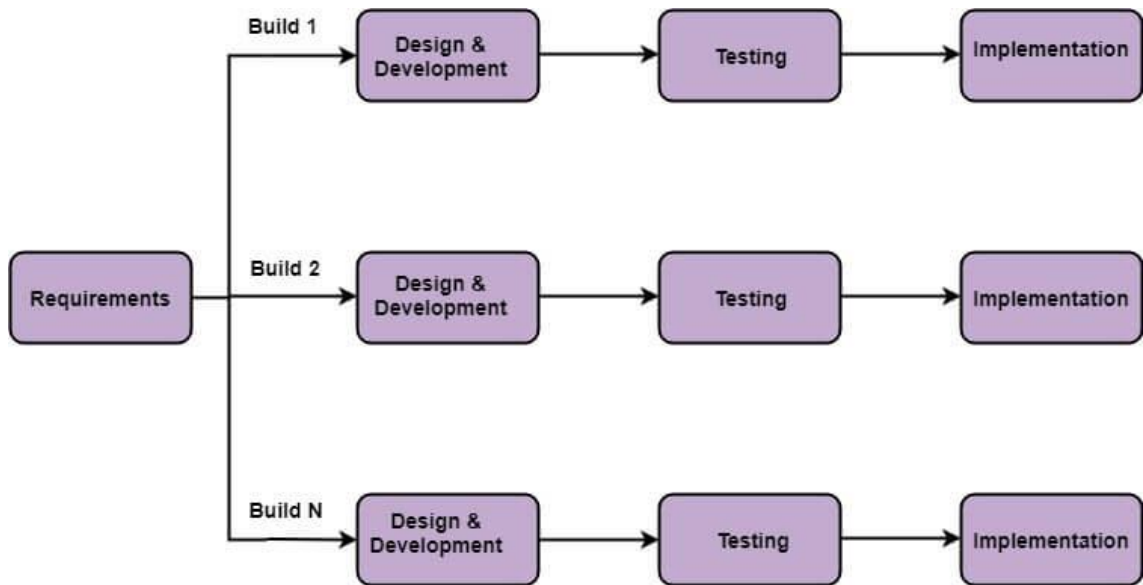 Build 1
Design &
Development
Testing
Implementation
Requirements
Build 2
Design &
Development
Testing
Implementation
Build N
Design &
Development
Testing
Implementation